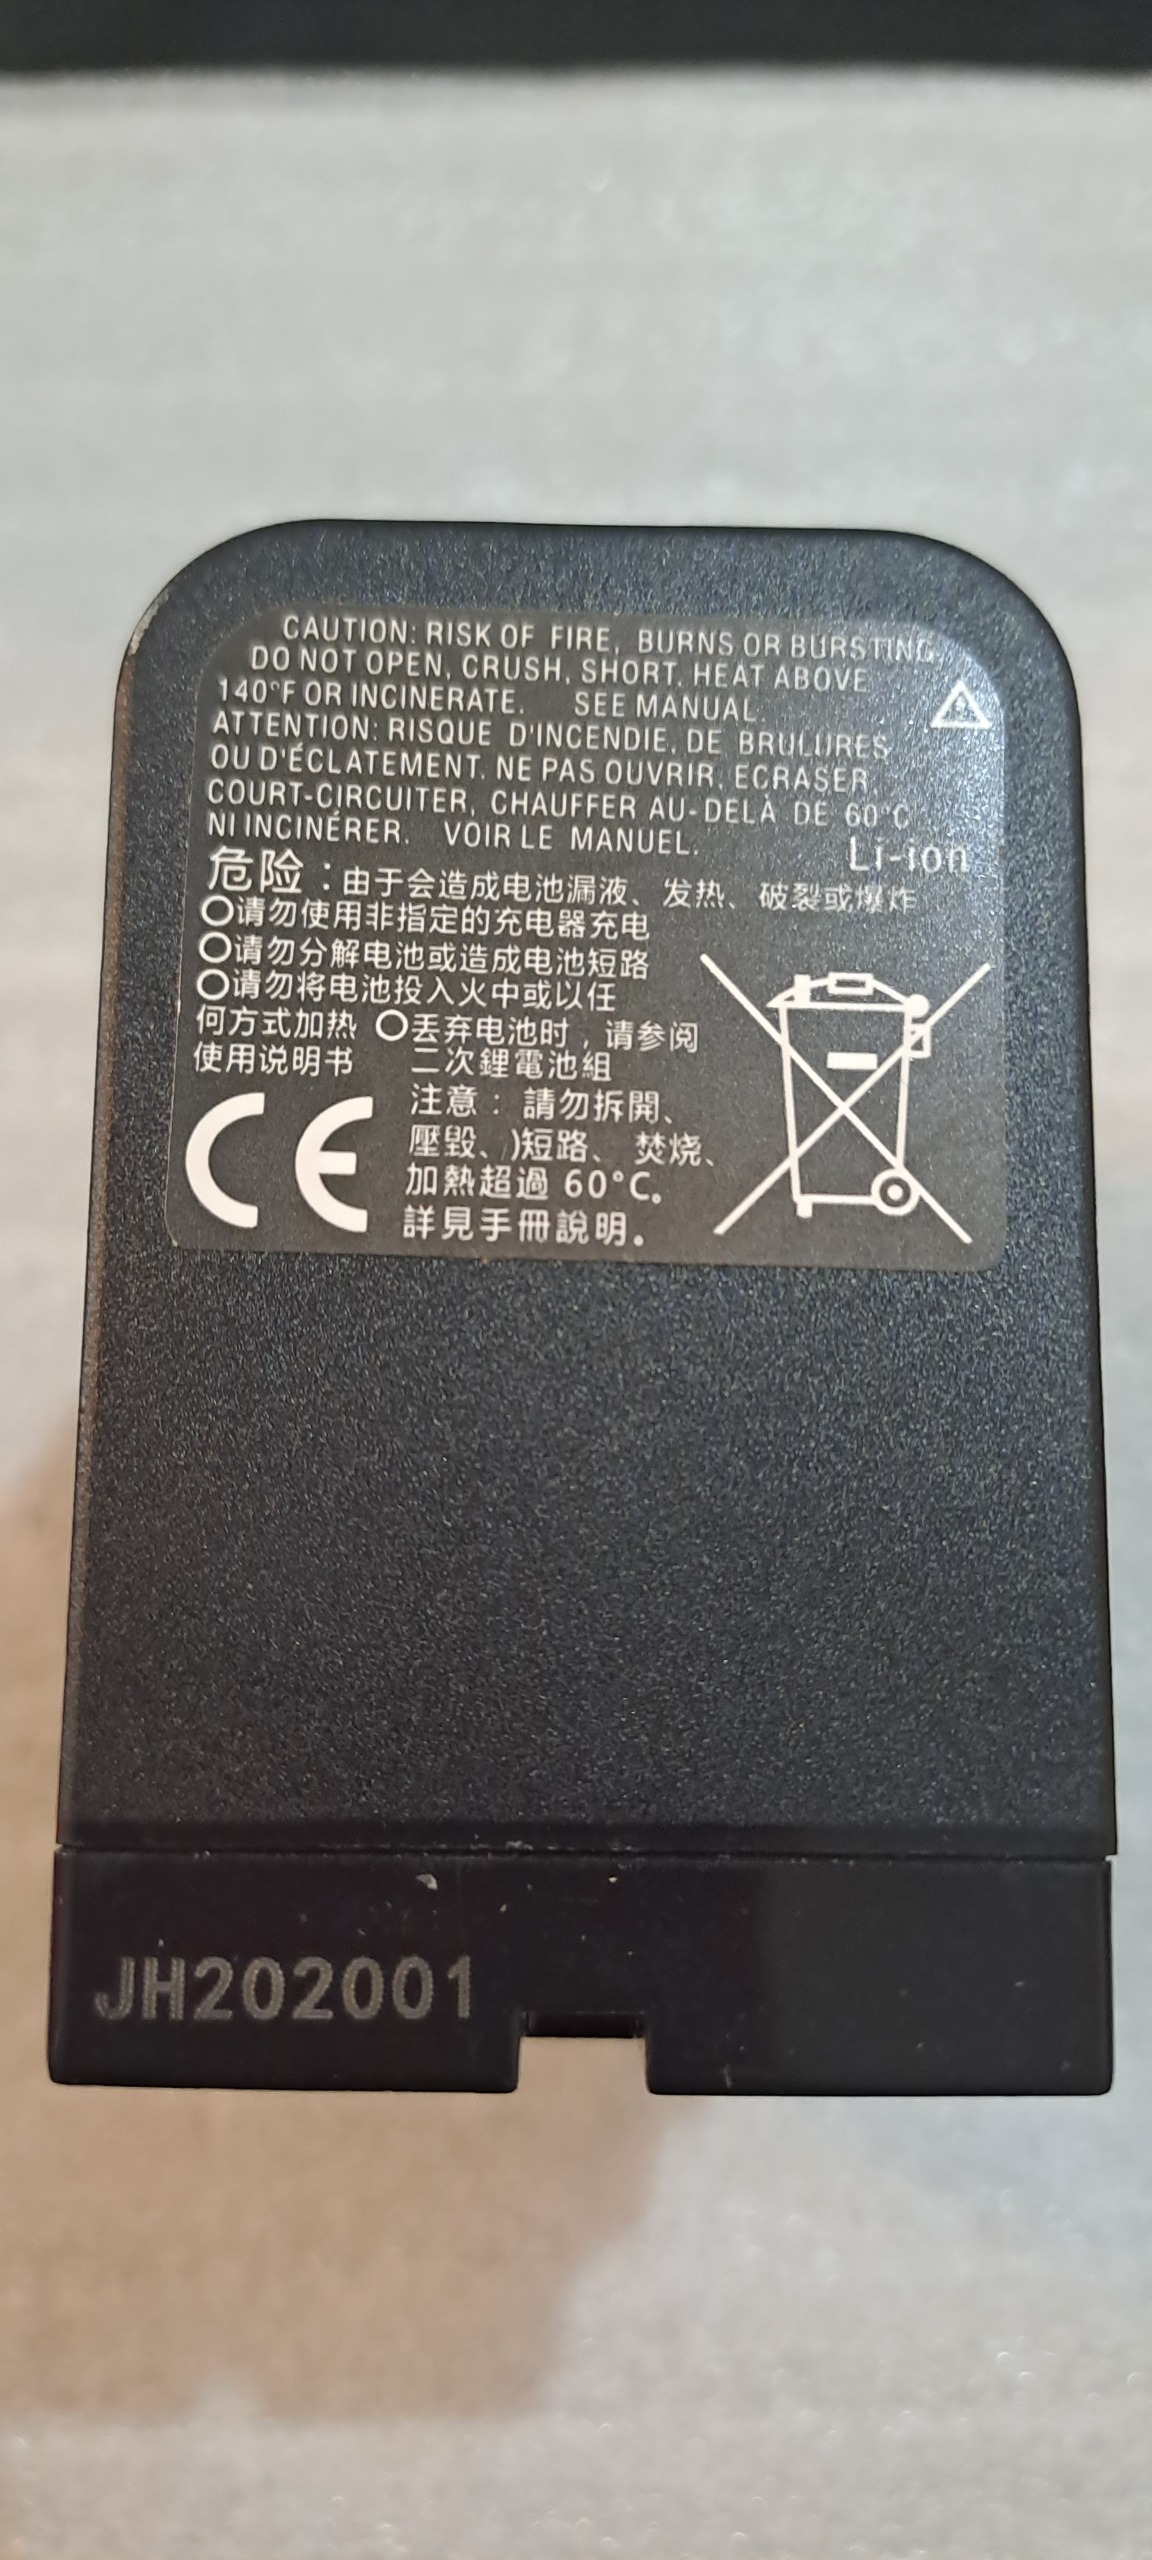 CAUTION: RISK OF FIRE, BURNS OR BURSTING.
DO NOT OPEN, CRUSH, SHORT, HEAT ABOVE
140°F OR INCINERATE. SEE MANUAL.
ATTENTION: RISQUE D'INCENDIE, DE BRULURES
OU D'ÉCLATEMENT. NE PAS OUVRIR, ECRASER,
COURT-CIRCUITER, CHAUFFER AU-DELÀ DE 60°C
NI INCINÉRER. VOIR LE MANUEL.
Li-ion
危险：由于会造成电池漏液、发热、破裂或爆炸
〇请勿使用非指定的充电器充电
〇请勿分解电池或造成电池短路
〇请勿将电池投入火中或以任
何方式加热 〇丢弃电池时，请参阅
使用说明书 二次鋰電池組
注意：請勿拆開、
壓毀、)短路、焚烧、
加熱超過 60°C。
詳見手冊說明。
CE
JH202001